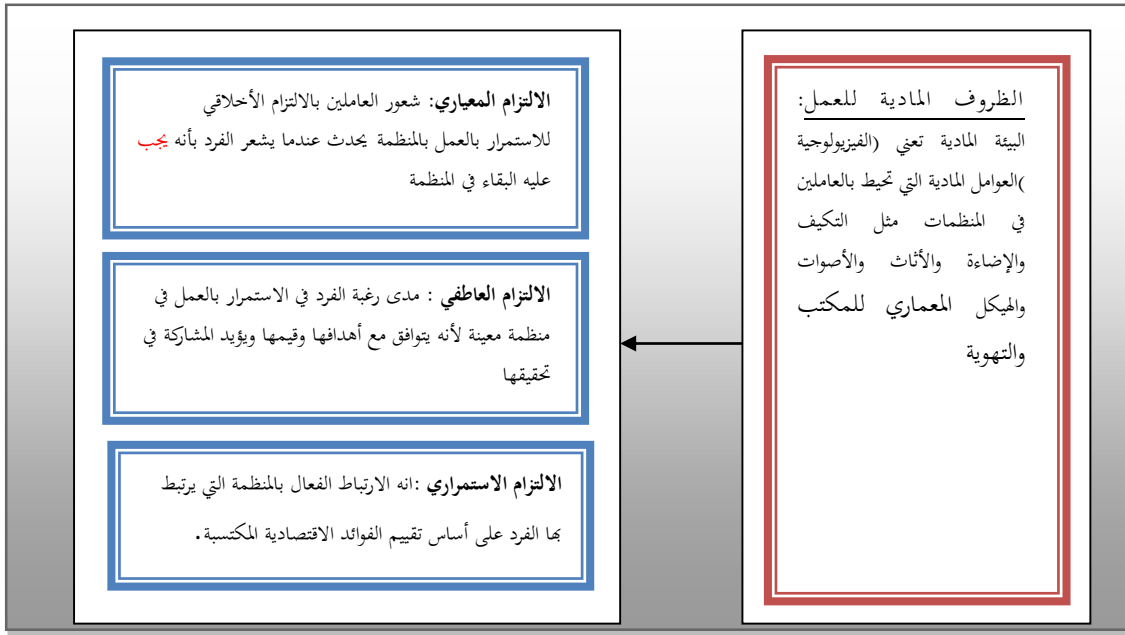 الظروف المادية للعمل:
البيئة المادية تعني (الفيزيولوجية
)العوامل المادية التي تحيط بالعاملين
في المنظمات مثل التكيف
والإضاءة والأثاث والأصوات
والهيكل المعماري للمكتب
والتهوية
الالتزام المعياري: شعور العاملين بالالتزام الأخلاقي
للاستمرار بالعمل بالمنظمة يحدث عندما يشعر الفرد بأنه يجب
عليه البقاء في المنظمة
الالتزام العاطفي : مدى رغبة الفرد في الاستمرار بالعمل في
منظمة معينة لأنه يتوافق مع أهدافها وقيمها ويؤيد المشاركة في
تحقيقها
الالتزام الاستمراري :انه الارتباط الفعال بالمنظمة التي يرتبط
بها الفرد على أساس تقييم الفوائد الاقتصادية المكتسبة.